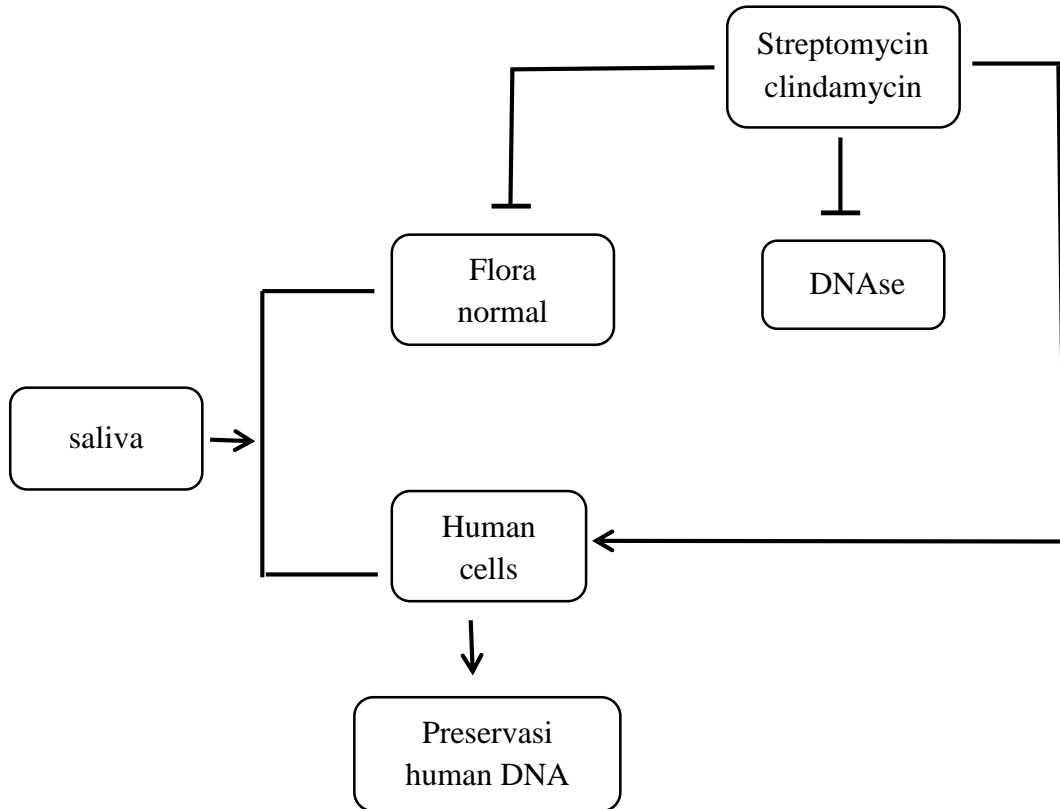 Streptomycin
clindamycin
Flora
normal
DNAse
saliva
Human
cells
Preservasi
human DNA